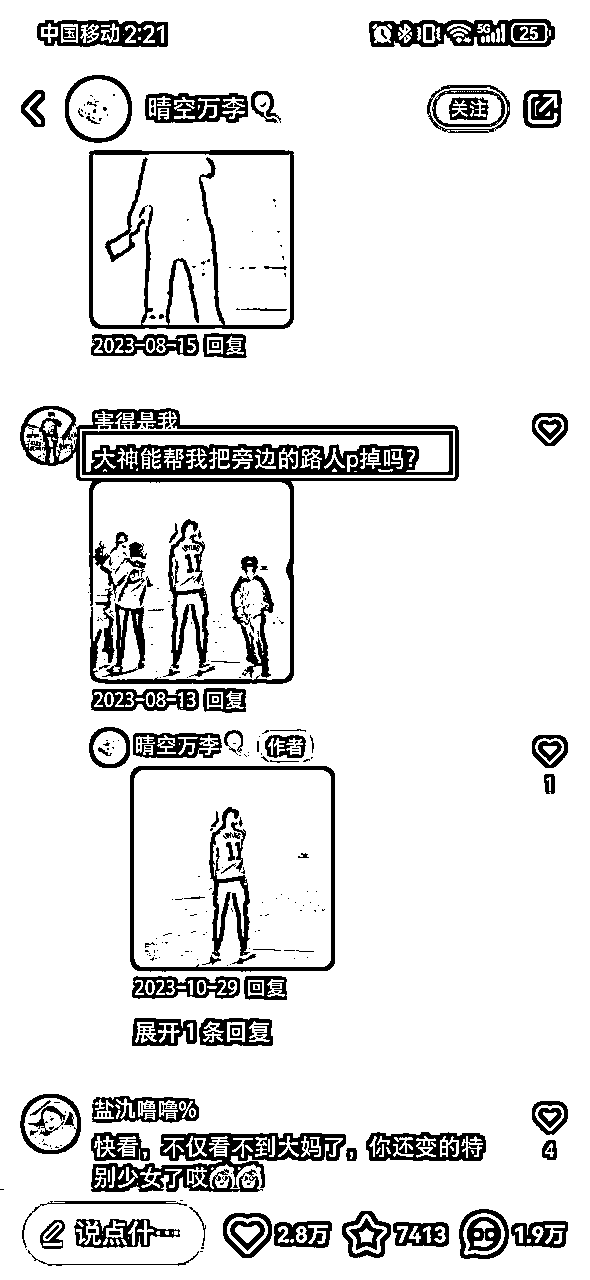 中国移动 2:21
5G 25
晴空万李
关注
2023-08-15 回复
害得是我
大神能帮我把旁边的路人p掉吗？
11
2023-08-13 回复
晴空万李 作者
1
11
2023-10-29 回复
展开1条回复
盐氿噜噜%
快看，不仅看不到大妈了，你还变的特
4
别少女了哎
说点什… 2.8万 7413 1.9万